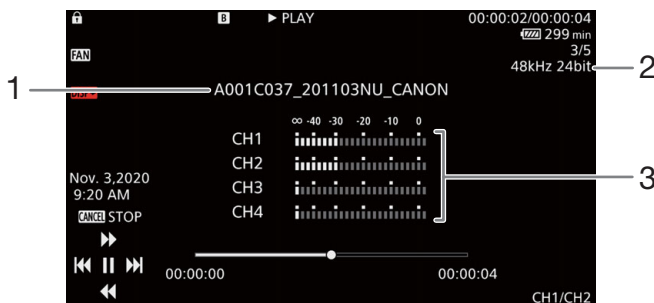 B ► PLAY 00:00:02/00:00:04
299 min
FAN 3/5
48kHz 24bit 2
1 A001C037_201103NU_CANON
∞ -40 -30 -20 -10 0
CH1
CH2
3
CH3
CH4
Nov. 3,2020
9:20 AM
CANCEL STOP
00:00:00 00:00:04
CH1/CH2